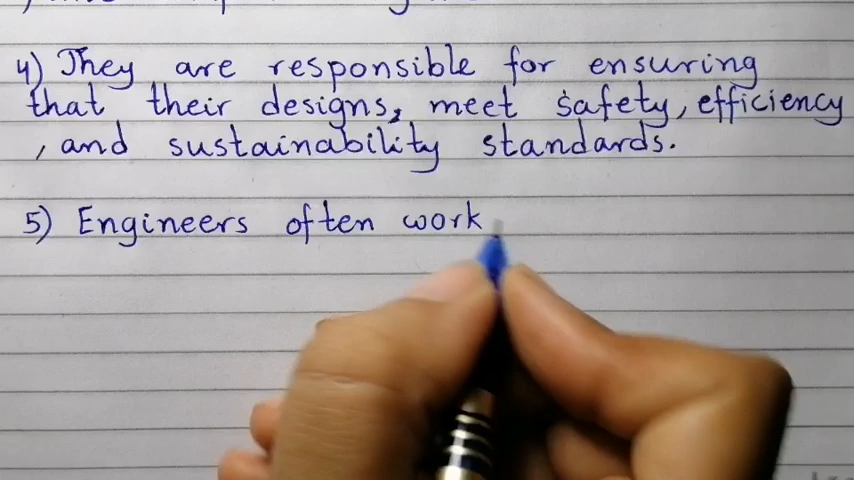 4) They are responsible for ensuring
that their designs, meet safety, efficiency
, and sustainability standards.
5) Engineers often work